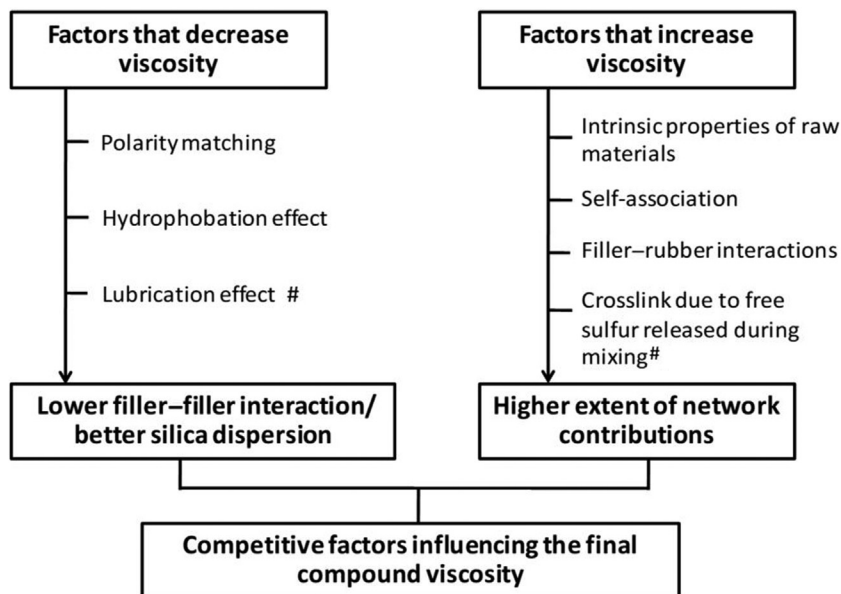 Factors that decrease
viscosity
Polarity matching
Hydrophobation effect
Lubrication effect #
Lower filler–filler interaction/
better silica dispersion
Factors that increase
viscosity
Intrinsic properties of raw
materials
Self-association
Filler–rubber interactions
Crosslink due to free
sulfur released during
mixing#
Higher extent of network
contributions
Competitive factors influencing the final
compound viscosity